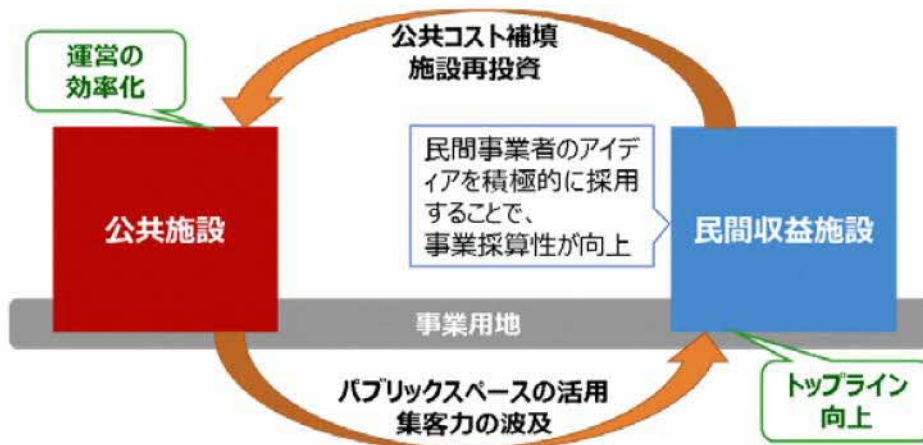 公共コスト補填
施設再投資
運営の
効率化
民間事業者のアイデ
ィアを積極的に採用
することで、
事業採算性が向上
公共施設
民間収益施設
事業用地
パブリックスペースの活用
集客力の波及
トップライン
向上